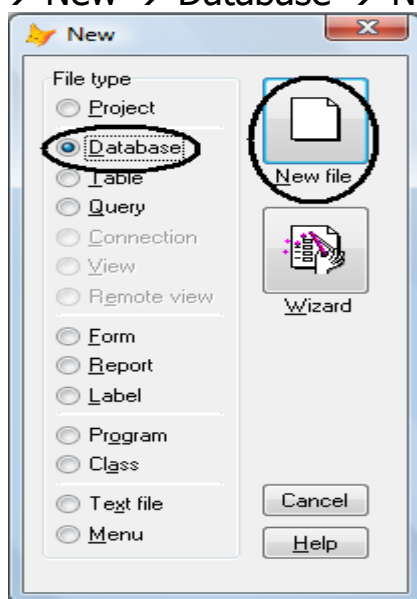 → New → Database → N
New
File type
Project
Database
Table
Query
Connection
View
Remote view
Form
Report
Label
Program
Class
Text file
Menu
New file
Wizard
Cancel
Help